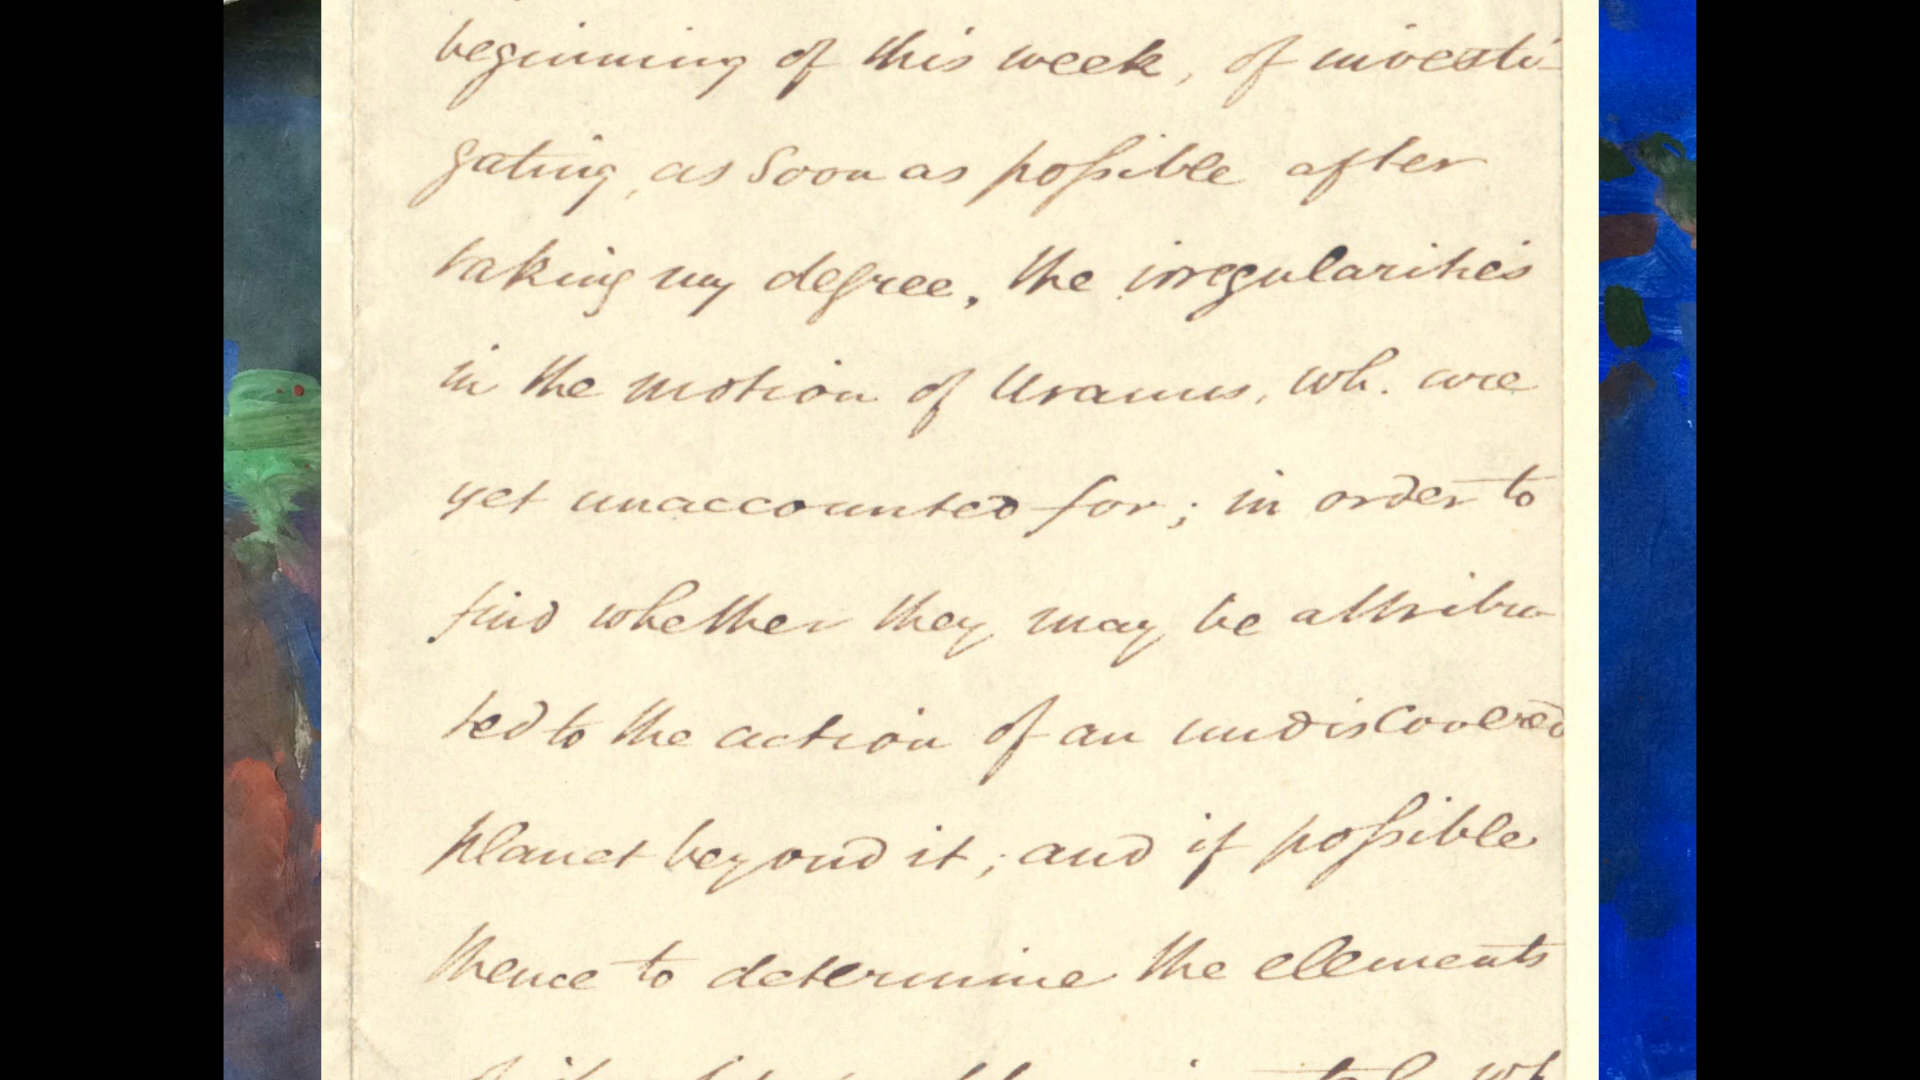 beginning of this week, of investi-
gating, as soon as poſsible after
taking my degree, the irregularities
in the motion of Uranus, wh. are
yet unaccounted for; in order to
find whether they may be attribu-
ted to the action of an undiscovered
planet beyond it; and if poſsible
thence to determine the elements